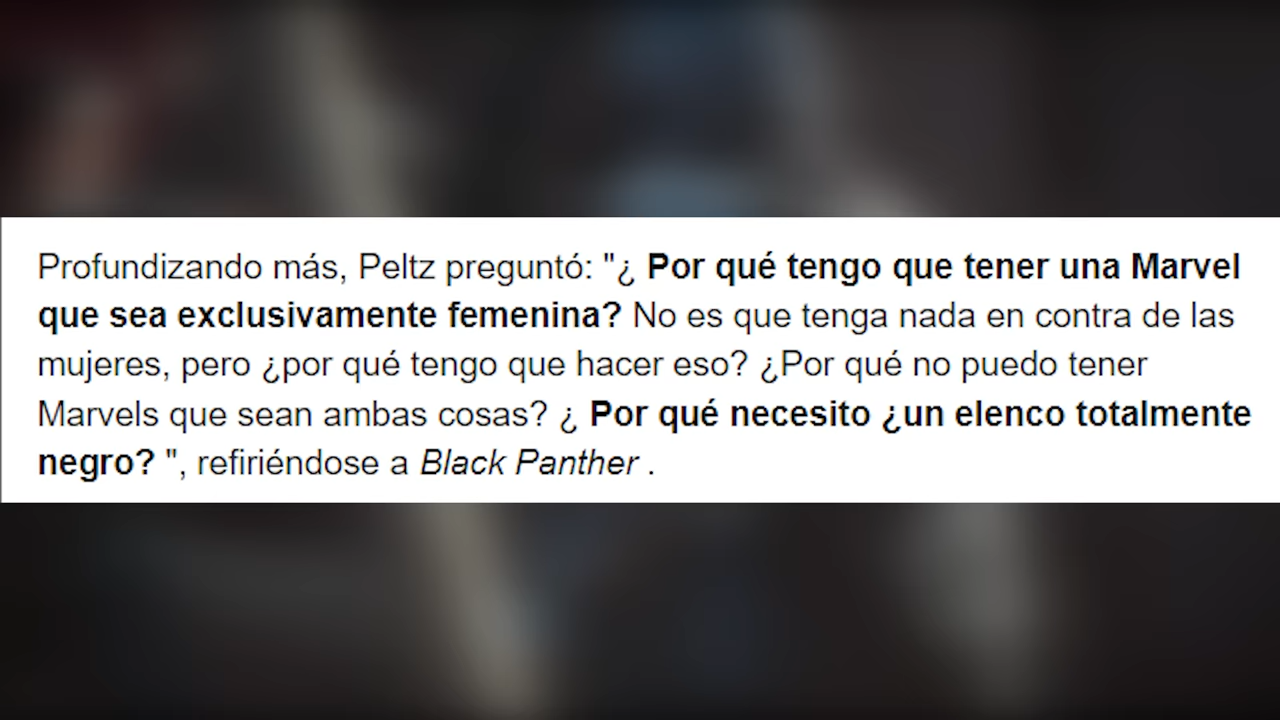 Profundizando más, Peltz preguntó: "¿ Por qué tengo que tener una Marvel
que sea exclusivamente femenina? No es que tenga nada en contra de las
mujeres, pero ¿por qué tengo que hacer eso? ¿Por qué no puedo tener
Marvels que sean ambas cosas? ¿ Por qué necesito ¿un elenco totalmente
negro? ", refiriéndose a Black Panther .